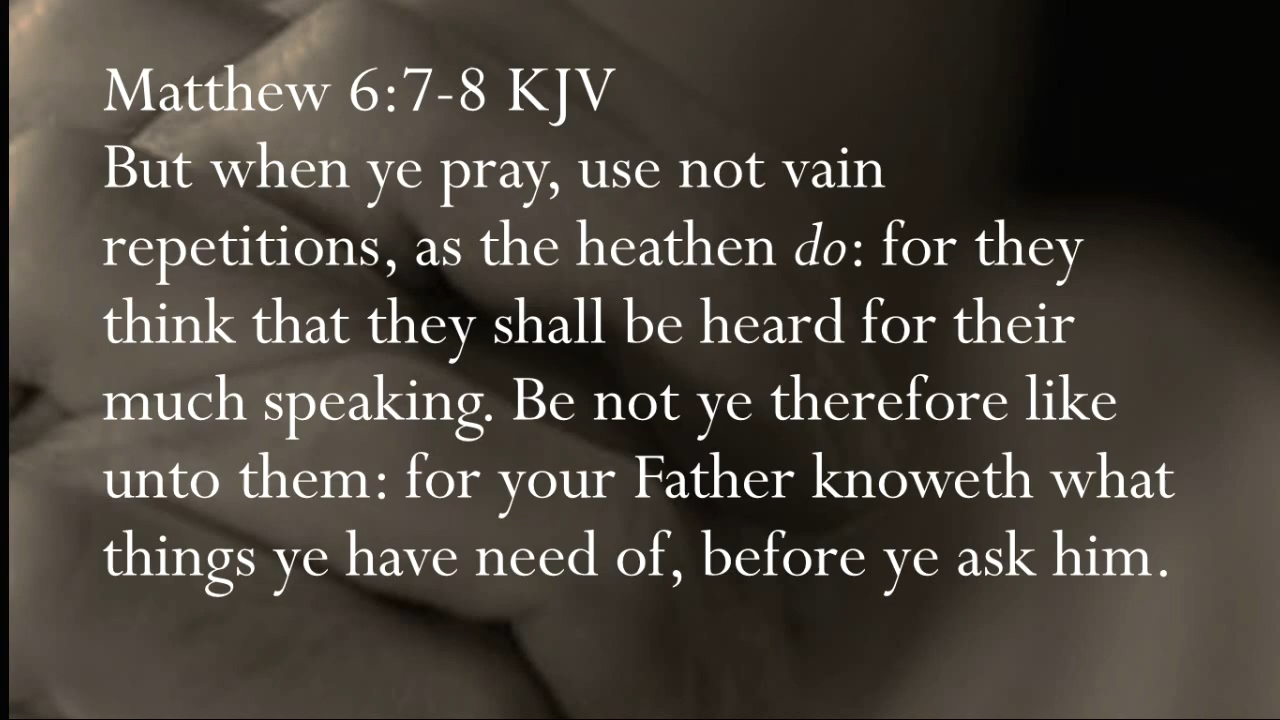 Matthew 6:7-8 KJV
But when ye pray, use not vain
repetitions, as the heathen do: for they
think that they shall be heard for their
much speaking. Be not ye therefore like
unto them: for your Father knoweth what
things ye have need of, before ye ask him.